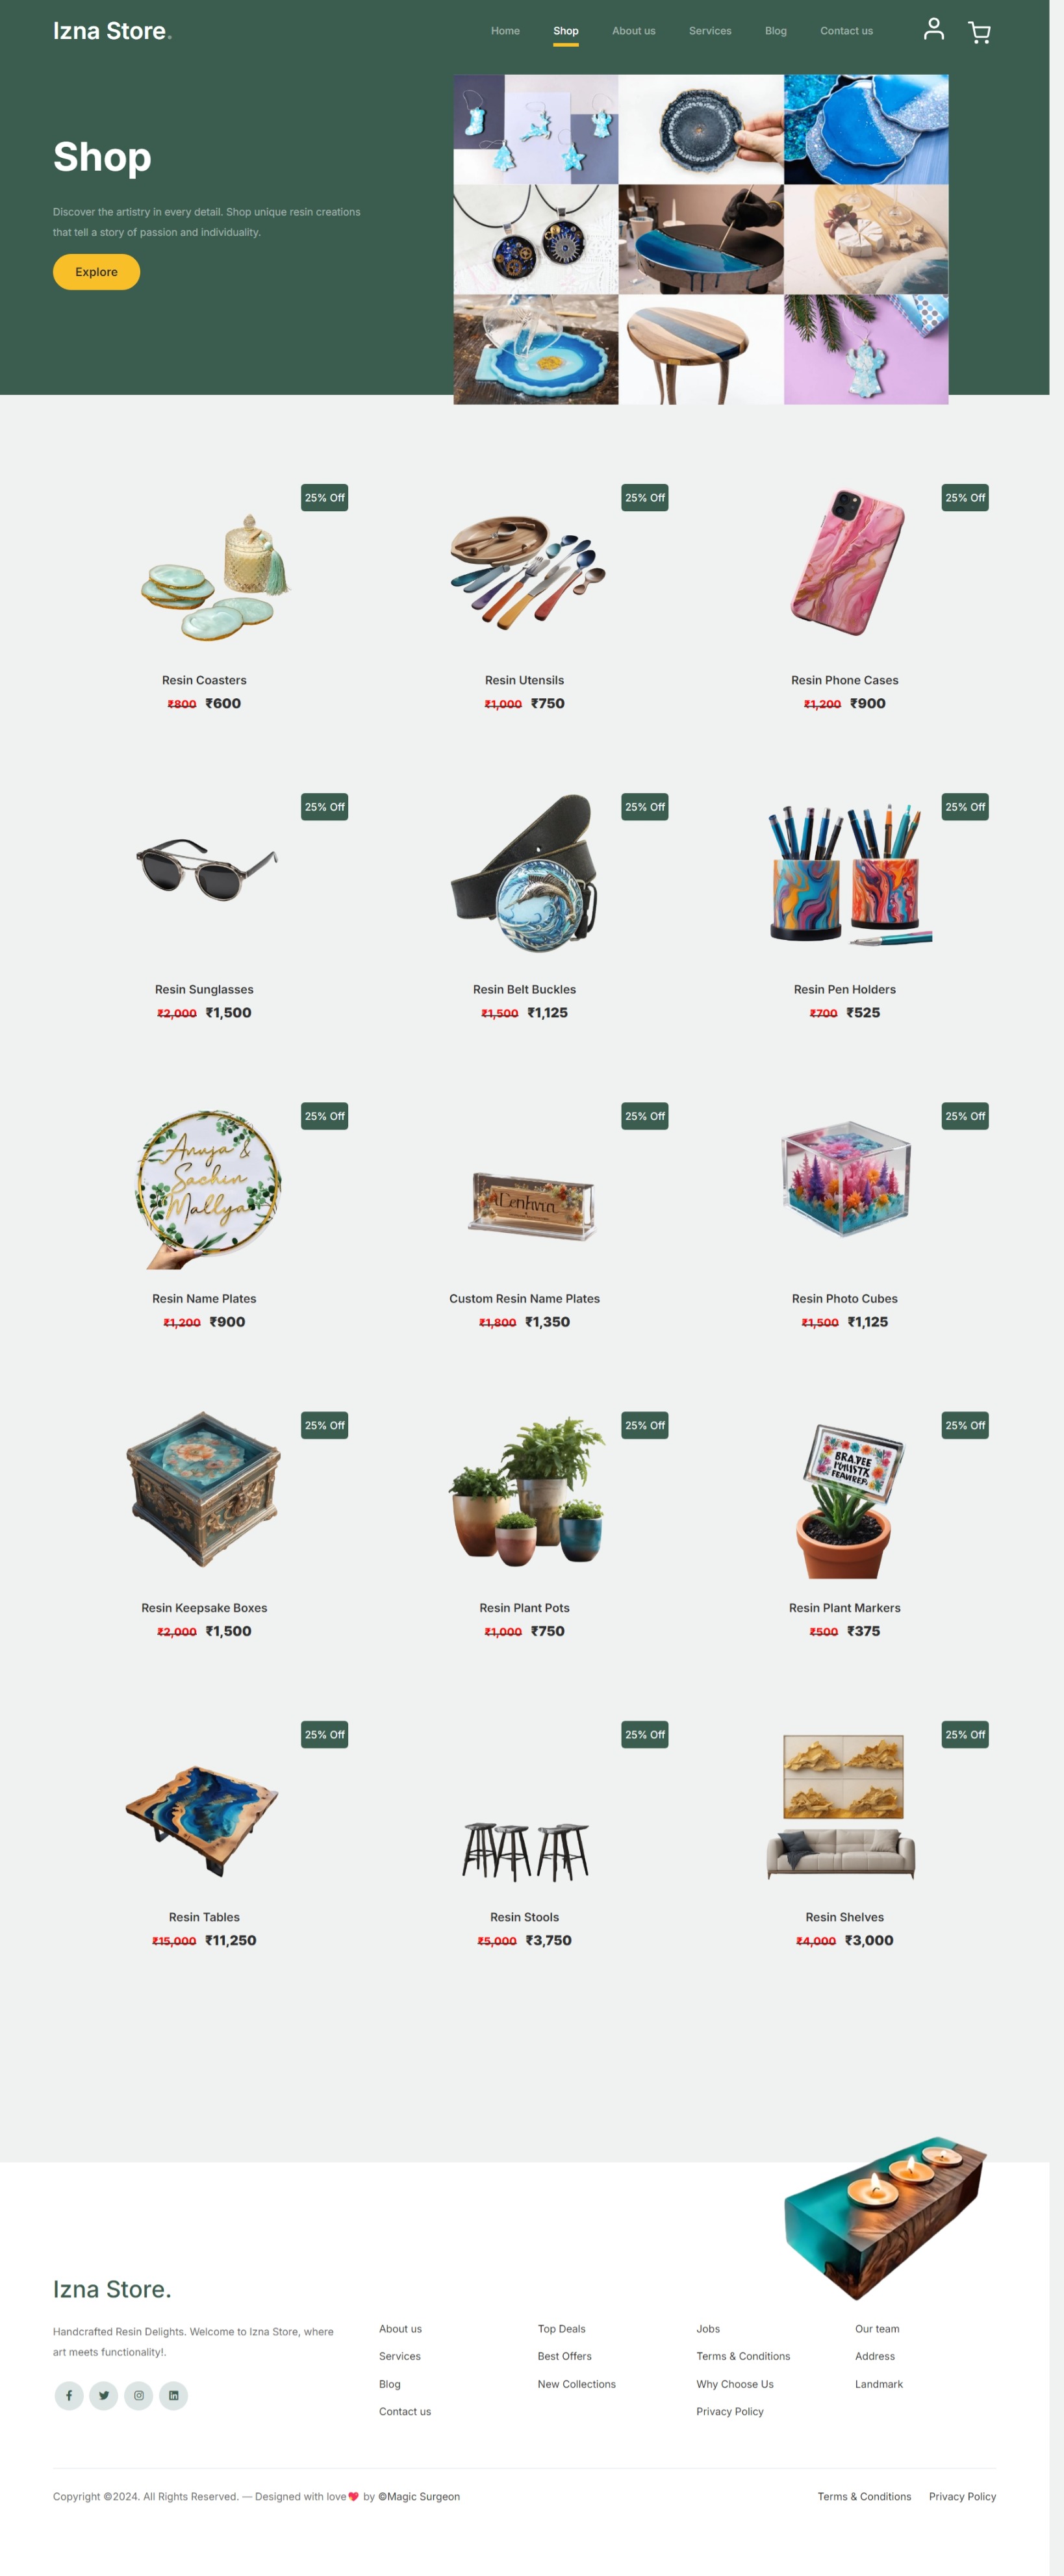 Izna Store.
Home Shop About us Services Blog Contact us
Shop
Discover the artistry in every detail. Shop unique resin creations
that tell a story of passion and individuality.
Explore
25% Off 25% Off 25% Off
Resin Coasters Resin Utensils Resin Phone Cases
₹800 ₹600 ₹1,000 ₹750 ₹1,200 ₹900
25% Off 25% Off 25% Off
Resin Sunglasses Resin Belt Buckles Resin Pen Holders
₹2,000 ₹1,500 ₹1,500 ₹1,125 ₹700 ₹525
25% Off 25% Off 25% Off
Anuja &
Sachin
Mallya
Resin Name Plates Custom Resin Name Plates Resin Photo Cubes
₹1,200 ₹900 ₹1,800 ₹1,350 ₹1,500 ₹1,125
25% Off 25% Off 25% Off
Resin Keepsake Boxes Resin Plant Pots Resin Plant Markers
₹2,000 ₹1,500 ₹1,000 ₹750 ₹500 ₹375
25% Off 25% Off 25% Off
Resin Tables Resin Stools Resin Shelves
₹15,000 ₹11,250 ₹5,000 ₹3,750 ₹4,000 ₹3,000
Izna Store.
Handcrafted Resin Delights. Welcome to Izna Store, where
art meets functionality!.
About us Top Deals Jobs Our team
Services Best Offers Terms & Conditions Address
Blog New Collections Why Choose Us Landmark
Contact us Privacy Policy
Copyright ©2024. All Rights Reserved. — Designed with love💖 by ©Magic Surgeon Terms & Conditions Privacy Policy